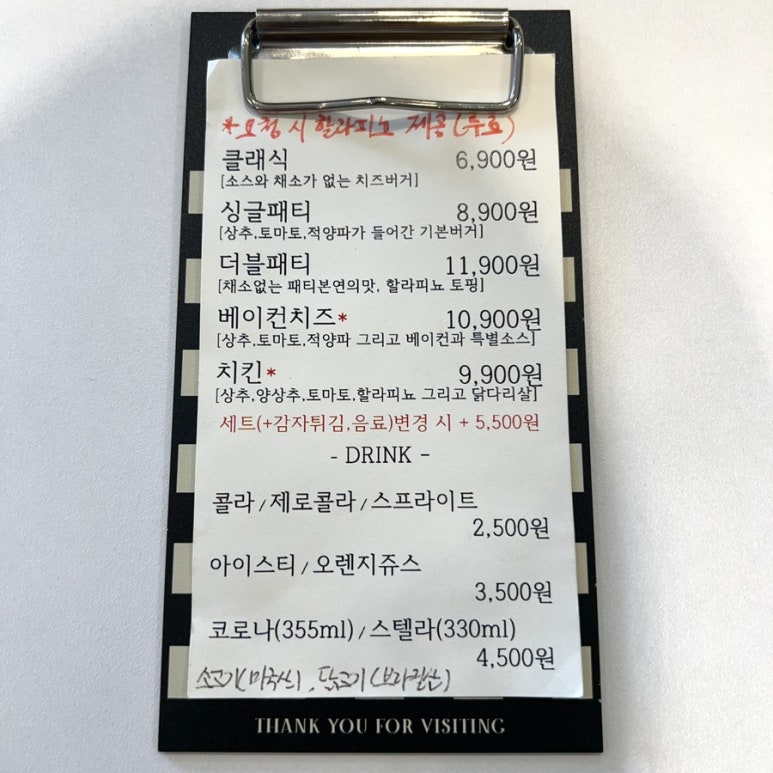 *요청 시 할라피뇨 제공(무료)
클래식 6,900원
[소스와 채소가 없는 치즈버거]
싱글패티 8,900원
[상추,토마토,적양파가 들어간 기본버거]
더블패티 11,900원
[채소없는 패티본연의맛, 할라피뇨 토핑]
베이컨치즈* 10,900원
[상추,토마토,적양파 그리고 베이컨과 특별소스]
치킨* 9,900원
[상추,양상추,토마토,할라피뇨 그리고 닭다리살]
세트(+감자튀김,음료)변경 시 + 5,500원
- DRINK -
콜라/제로콜라/스프라이트
2,500원
아이스티/오렌지쥬스
3,500원
코로나(355ml)/스텔라(330ml)
4,500원
소고기(미국산), 닭고기(브라질산)
THANK YOU FOR VISITING